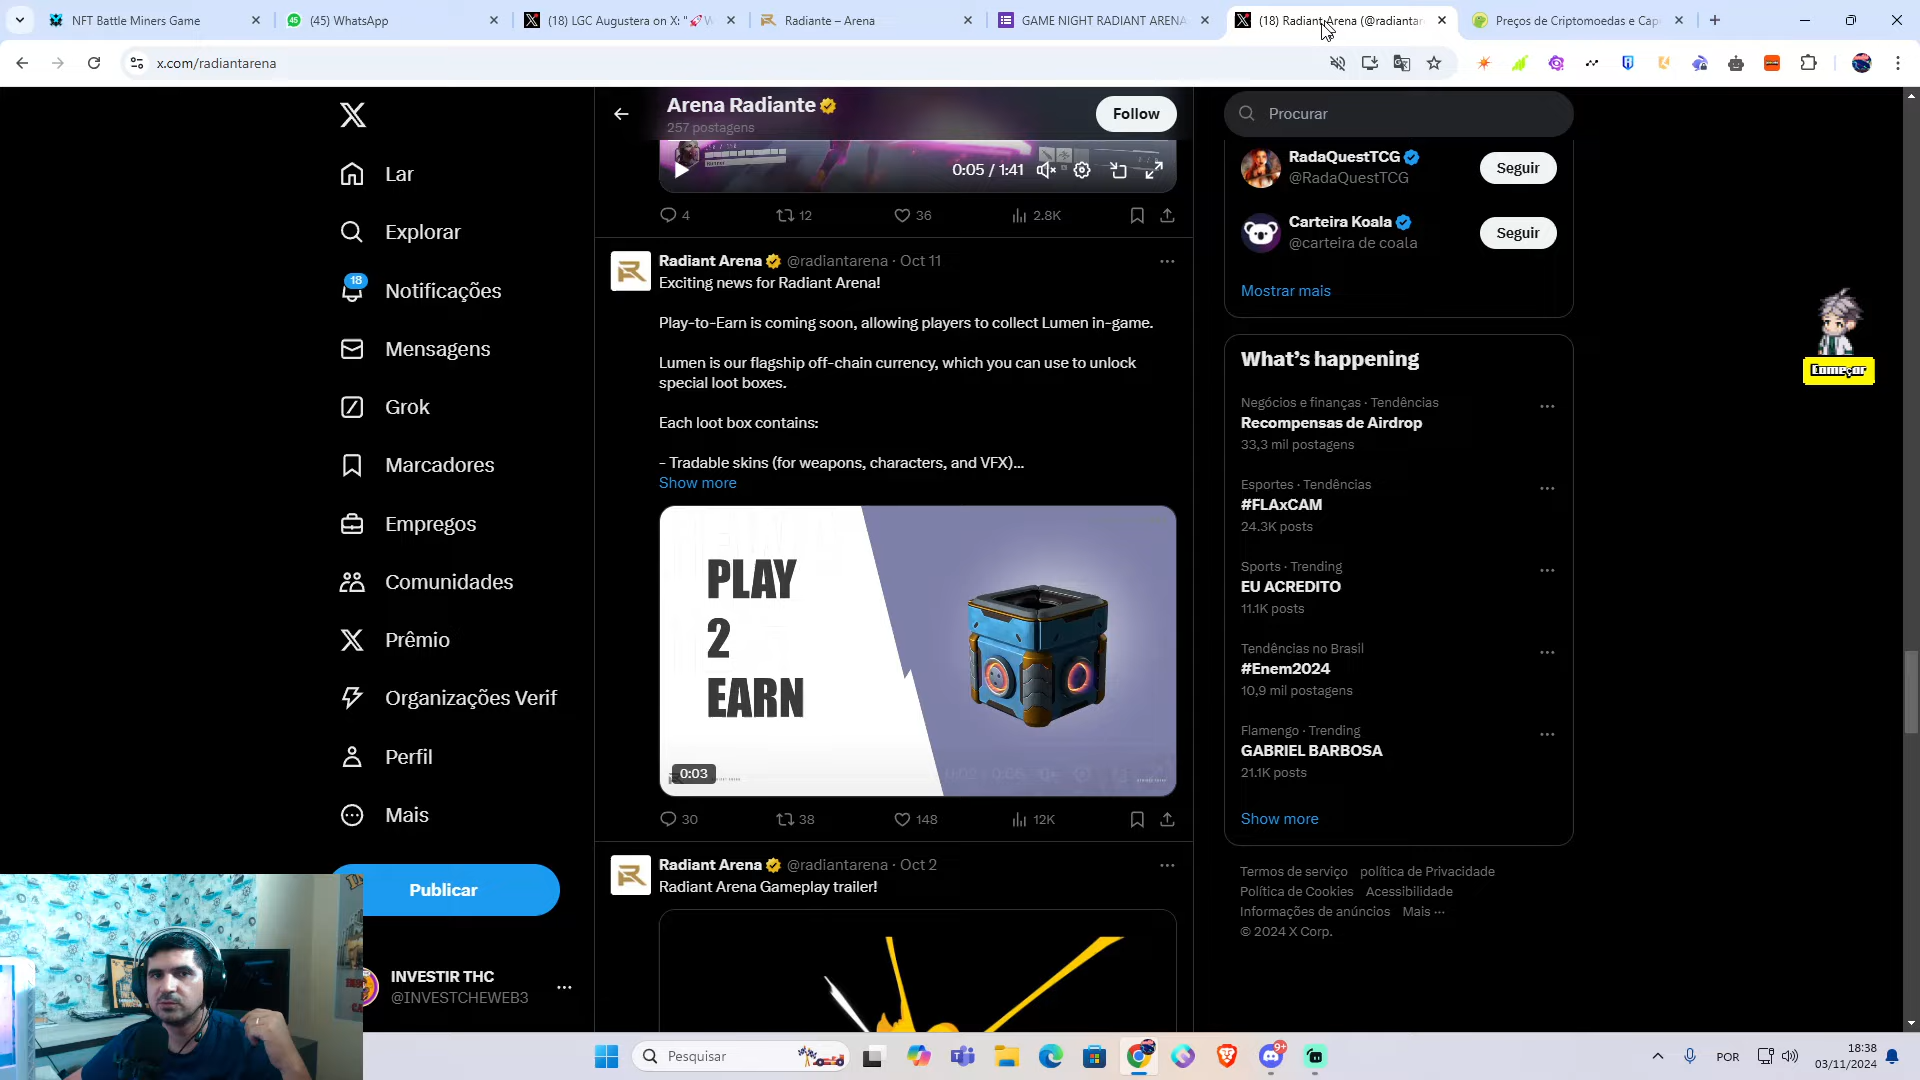 NFT Battle Miners Game
(45) WhatsApp
(18) LGC Augustera on X: "🚀W
Radiante – Arena
GAME NIGHT RADIANT ARENA
(18) Radiant Arena (@radiantar
Preços de Criptomoedas e Cap
x.com/radiantarena
Lar
Explorar
18
Notificações
Mensagens
Grok
Marcadores
Empregos
Comunidades
Prêmio
Organizações Verif
Perfil
Mais
Publicar
INVESTIR THC
@INVESTCHEWEB3
Arena Radiante
257 postagens
Follow
0:05 / 1:41
4
12
36
2.8K
Radiant Arena @radiantarena · Oct 11
Exciting news for Radiant Arena!
Play-to-Earn is coming soon, allowing players to collect Lumen in-game.
Lumen is our flagship off-chain currency, which you can use to unlock
special loot boxes.
Each loot box contains:
- Tradable skins (for weapons, characters, and VFX)...
Show more
PLAY
2
EARN
0:03
30
38
148
12K
Radiant Arena @radiantarena · Oct 2
Radiant Arena Gameplay trailer!
Procurar
RadaQuestTCG
@RadaQuestTCG
Seguir
Carteira Koala
@carteira de coala
Seguir
Mostrar mais
What's happening
Negócios e finanças · Tendências
Recompensas de Airdrop
33,3 mil postagens
Esportes · Tendências
#FLAxCAM
24.3K posts
Sports · Trending
EU ACREDITO
11.1K posts
Tendências no Brasil
#Enem2024
10,9 mil postagens
Flamengo · Trending
GABRIEL BARBOSA
21.1K posts
Show more
Termos de serviço política de Privacidade
Política de Cookies Acessibilidade
Informações de anúncios Mais ···
© 2024 X Corp.
Começar
Pesquisar
9+
POR
18:38
03/11/2024